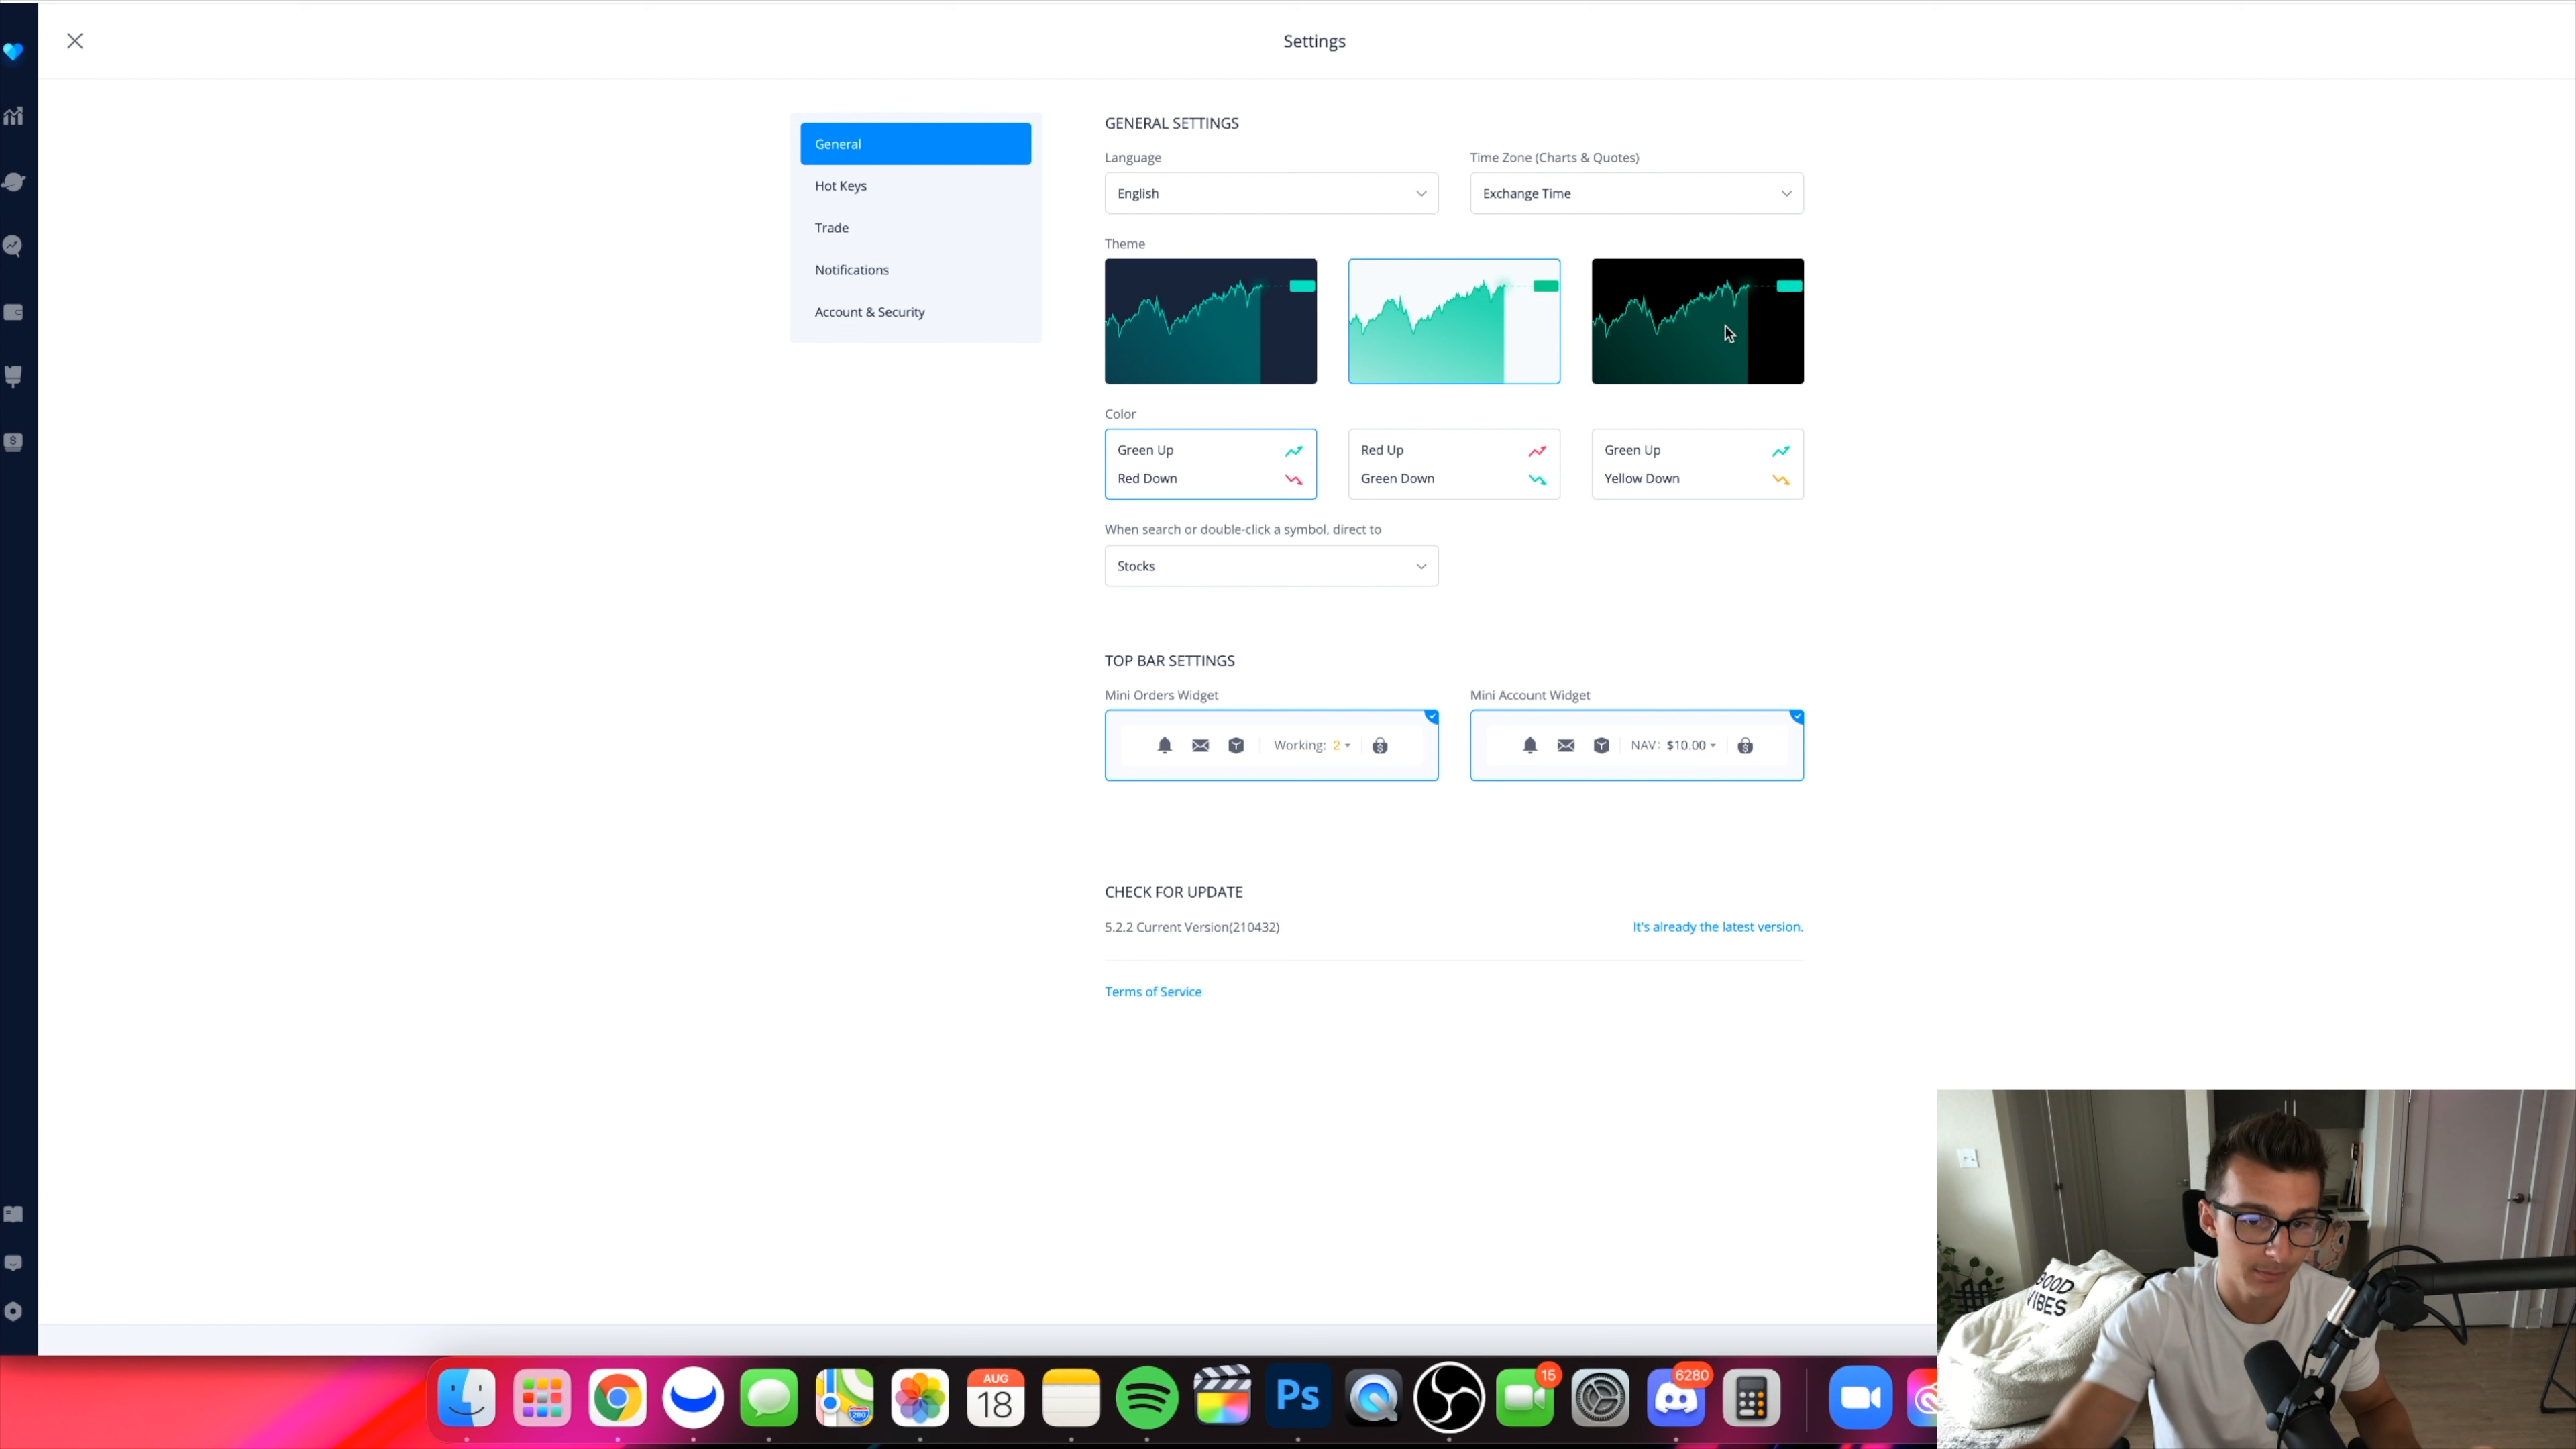 Settings
General
Hot Keys
Trade
Notifications
Account & Security
GENERAL SETTINGS
Language
Time Zone (Charts & Quotes)
English
Exchange Time
Theme
Color
Green Up
Red Down
Red Up
Green Down
Green Up
Yellow Down
When search or double-click a symbol, direct to
Stocks
TOP BAR SETTINGS
Mini Orders Widget
Mini Account Widget
Working: 2
NAV: $10.00
CHECK FOR UPDATE
5.2.2 Current Version(210432)
It's already the latest version.
Terms of Service
GOOD
VIBES
AUG
18
280
Ps
15
6280